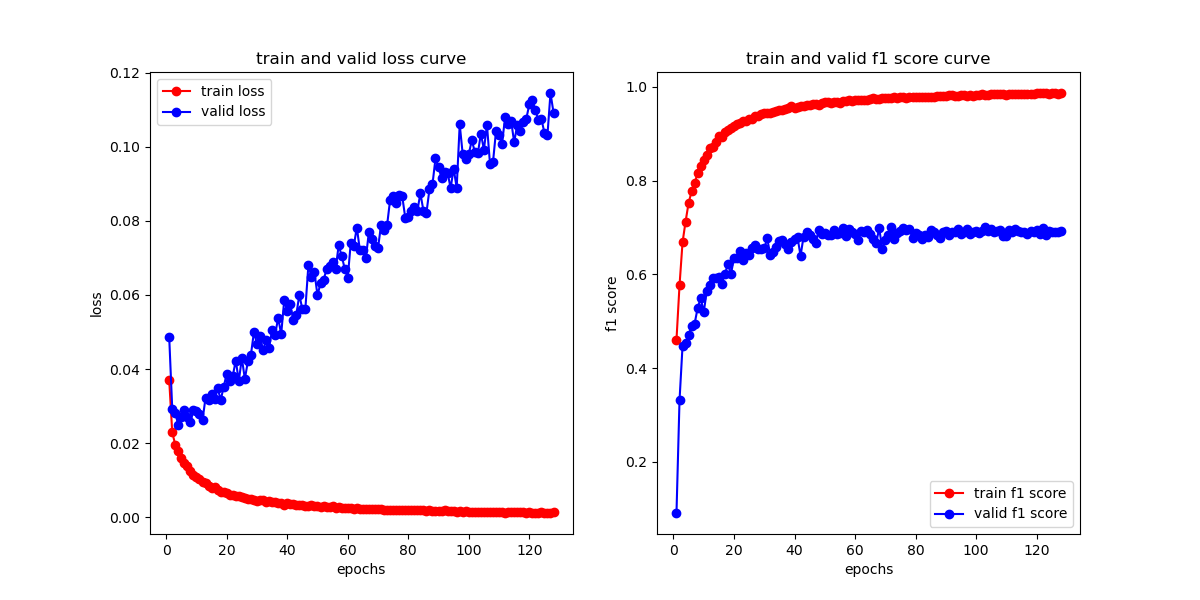 train and valid loss curve
train loss
valid loss
0.12
0.10
0.08
0.06
0.04
0.02
0.00
loss
0 20 40 60 80 100 120
epochs
train and valid f1 score curve
1.0
0.8
0.6
0.4
0.2
f1 score
train f1 score
valid f1 score
0 20 40 60 80 100 120
epochs